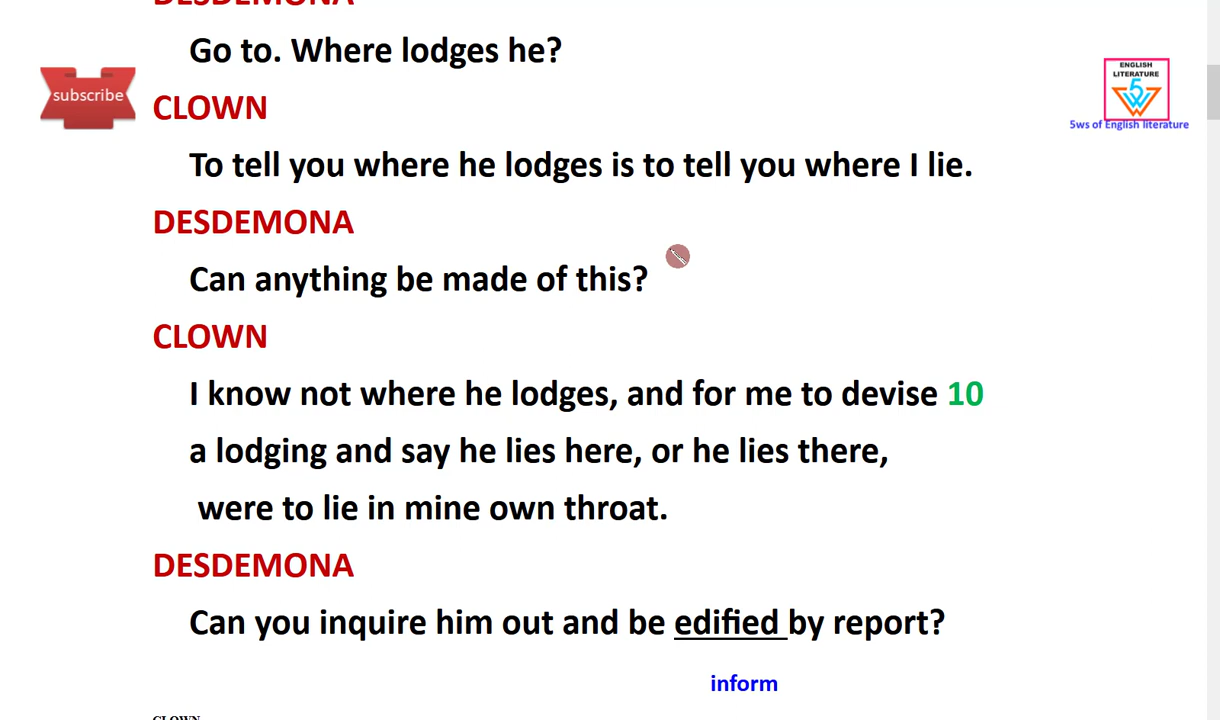 DESDEMONA
Go to. Where lodges he?
subscribe
ENGLISH
LITERATURE
5
W
5ws of English literature
CLOWN
To tell you where he lodges is to tell you where I lie.
DESDEMONA
Can anything be made of this?
CLOWN
I know not where he lodges, and for me to devise 10
a lodging and say he lies here, or he lies there,
were to lie in mine own throat.
DESDEMONA
Can you inquire him out and be edified by report?
inform
CLOWN